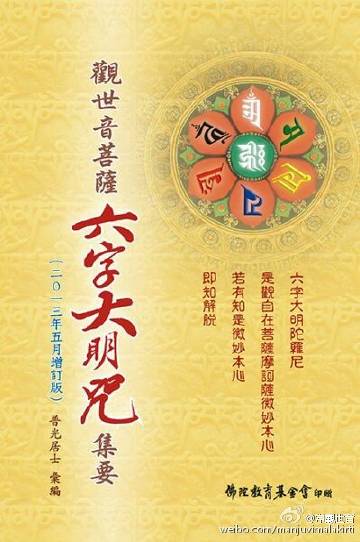 觀世音菩薩
六字大明咒
集要
(二〇一三年五月增訂版)
普光居士 彙編
六字大明陀羅尼
是觀自在菩薩摩訶薩微妙本心
若有知是微妙本心
即知解脫
佛陀教育基金會 印贈
weibo.com/manjuvimalakirti